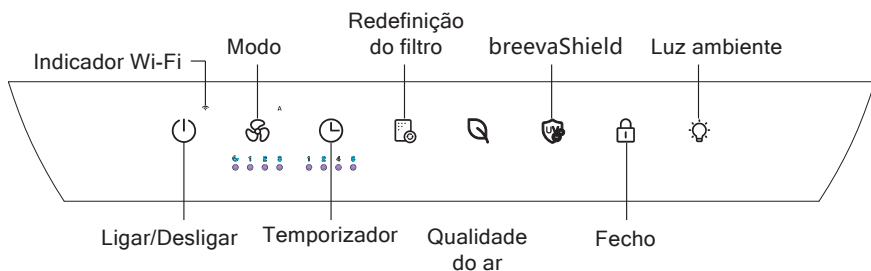 Redefinição
do filtro
Indicador Wi-Fi
Modo
breevaShield
Luz ambiente
A
UV
1 2 3
1 2 4 8
Ligar/Desligar
Temporizador
Qualidade
do ar
Fecho